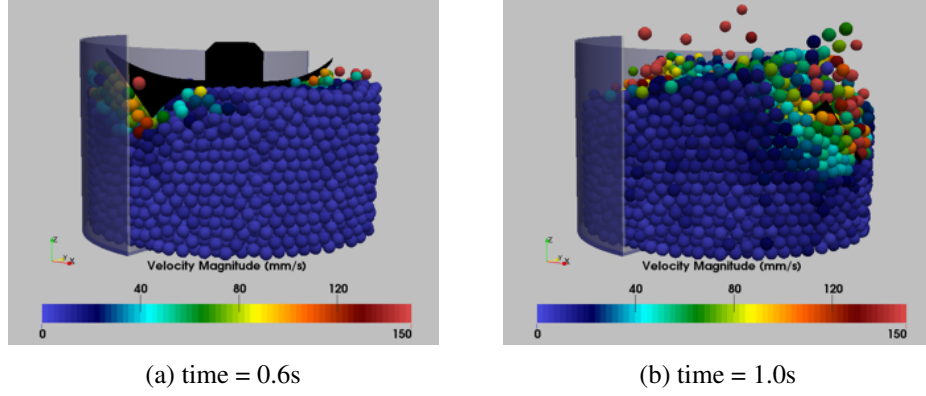 Z
Y
X
Velocity Magnitude (mm/s)
40
80
120
0
150
(a) time = 0.6s
Z
Y
X
Velocity Magnitude (mm/s)
40
80
120
0
150
(b) time = 1.0s